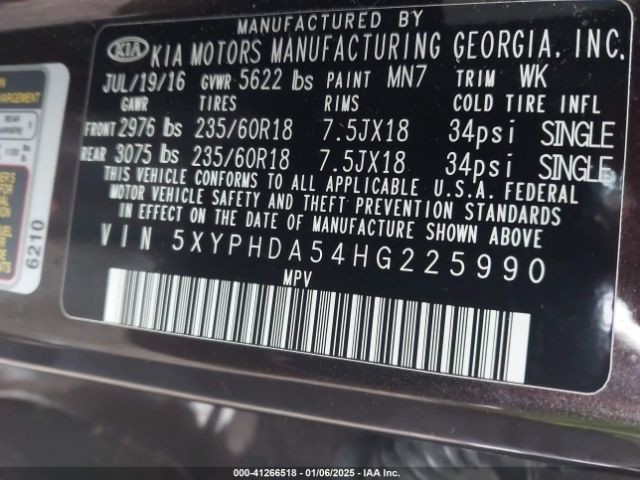 MANUFACTURED BY
KIA KIA MOTORS MANUFACTURING GEORGIA. INC.
JUL/19/16 GVWR 5622 lbs PAINT MN7 TRIM WK
GAWR TIRES RIMS COLD TIRE INFL
FRONT 2976 lbs 235/60R18 7.5JX18 34psi SINGLE
REAR 3075 lbs 235/60R18 7.5JX18 34psi SINGLE
THIS VEHICLE CONFORMS TO ALL APPLICABLE U.S.A. FEDERAL
MOTOR VEHICLE SAFETY AND THEFT PREVENTION STANDARDS
IN EFFECT ON THE DATE OF MANUFACTURE SHOWN ABOVE
VIN 5XYPHDA54HG225990
MPV
REAR
6210
000-41266518 | 01/06/2025 | IAA Inc.